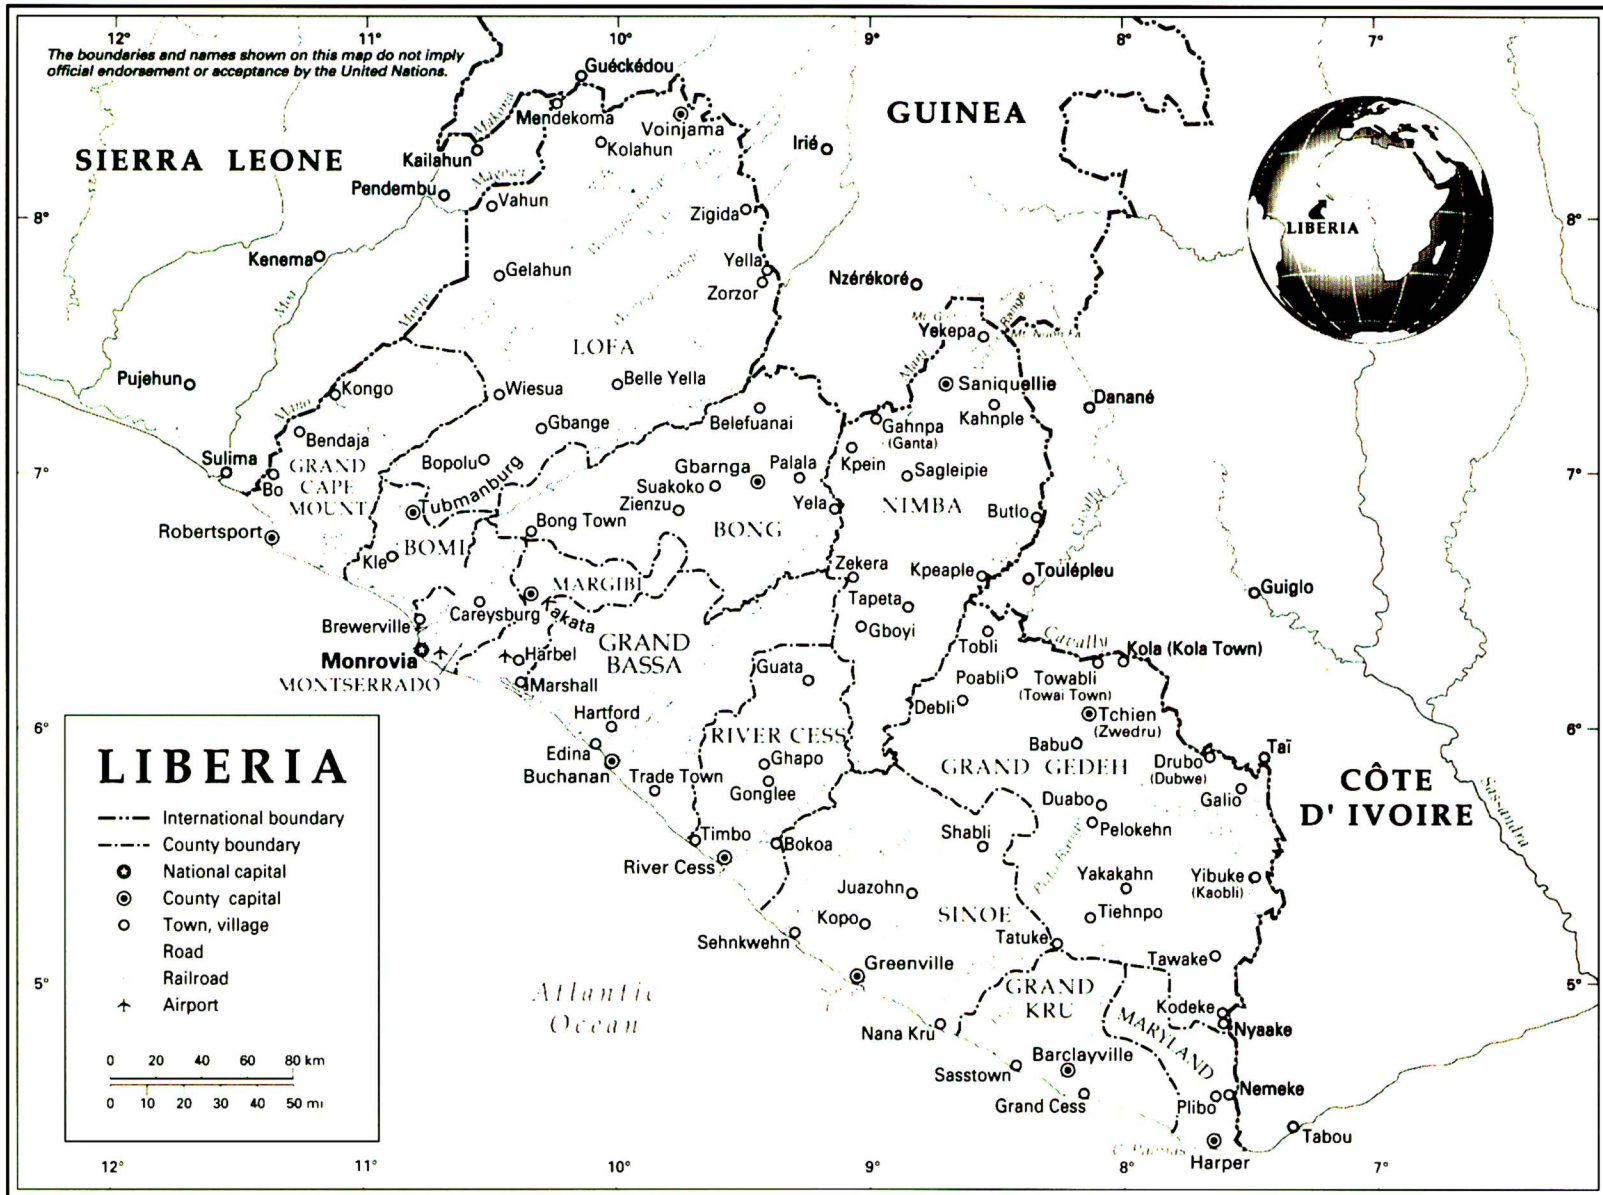 12°
11°
10°
9°
8°
7°
The boundaries and names shown on this map do not imply
official endorsement or acceptance by the United Nations.
Guéckédou
GUINEA
Makona
Mendekoma
Voinjama
Kolahun
Irié
SIERRA LEONE
Kailahun
Pendembu
Vahun
Zigida
8°
8°
LIBERIA
Kenema
Gelahun
Yella
Zorzor
Nzérékoré
Moa
Morro
Range
Yekepa
LOFA
Mani
Pujehun
Kongo
Wiesua
Belle Yella
Saniquellie
Danané
Mano
Kahnple
Bendaja
Gbange
Belefuanai
Gahnpa
(Ganta)
Sulima
GRAND
CAPE
MOUNT
Bopolu
Gbarnga
Palala
Kpein
Sagleipie
7°
7°
Bo
Tubmanburg
Suakoko
Zienzu
Yela
NIMBA
Butlo
Cavally
Robertsport
Bong Town
BONG
BOMI
Kle
Zekera
Kpeaple
Toulépleu
MARGIBI
Guiglo
Careysburg
Kakata
Tapeta
Brewerville
GRAND
BASSA
Gboyi
Tobli
Cavally
Monrovia
Harbel
Kola (Kola Town)
MONTSERRADO
Marshall
Guata
Poabli
Towabli
(Towai Town)
Debli
Hartford
Tchien
(Zwedru)
6°
6°
RIVER CESS
Edina
Babu
Taï
Buchanan
Trade Town
Ghapo
GRAND GEDEH
Drubo
(Dubwe)
CÔTE
D' IVOIRE
Gonglee
Duabo
Galio
Sassandra
Timbo
Bokoa
Shabli
Pelokehn
River Cess
Yakakahn
Yibuke
(Kaobli)
Juazohn
Kopo
SINOE
Tiehnpo
Sehnkwehn
Tatuke
Tawake
Greenville
5°
5°
Atlantic
Ocean
GRAND
KRU
Kodeke
Nyaake
MARYLAND
Nana Kru
Barclayville
Sasstown
Grand Cess
Plibo
Nemeke
Tabou
C. Palmas
Harper
LIBERIA
International boundary
County boundary
National capital
County capital
Town, village
Road
Railroad
Airport
0 20 40 60 80 km
0 10 20 30 40 50 mi
12°
11°
10°
9°
8°
7°